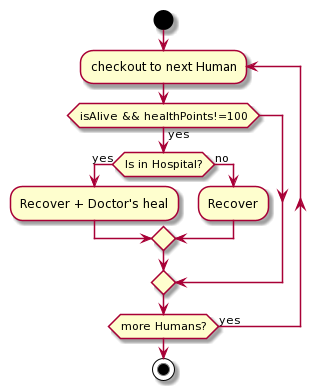 checkout to next Human
isAlive && healthPoints!=100
yes
yes
Is in Hospital?
no
Recover + Doctor's heal
Recover
more Humans?
yes